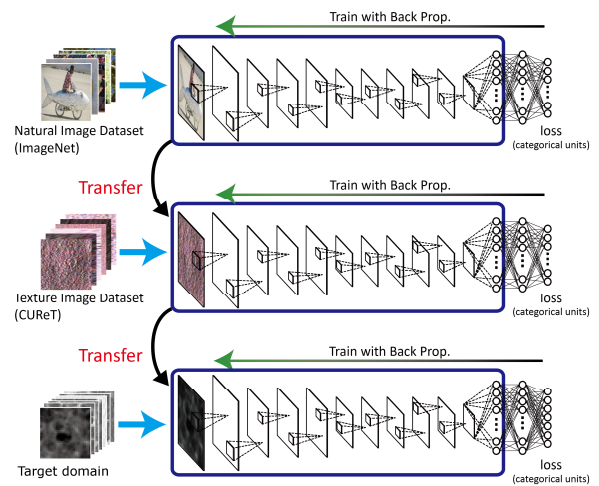 Train with Back Prop.
Natural Image Dataset
(ImageNet)
loss
(categorical units)
Transfer
Train with Back Prop.
Texture Image Dataset
(CUReT)
loss
(categorical units)
Transfer
Train with Back Prop.
Target domain
loss
(categorical units)